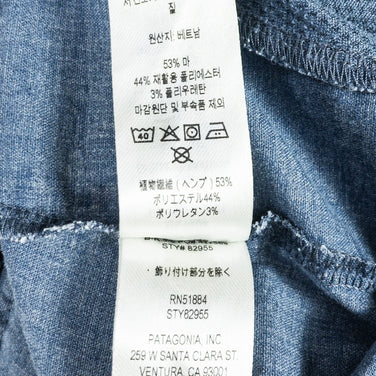 원산지: 베트남
53% 마
44% 재활용 폴리에스터
3% 폴리우레탄
마감원단 및 부속품 제외
40
植物繊維（ヘンプ）53%
ポリエステル44%
ポリウレタン3%
STY# 82955
飾り付け部分を除く
RN51884
STY82955
PATAGONIA, INC
259 W SANTA CLARA ST.
VENTURA, CA 93001